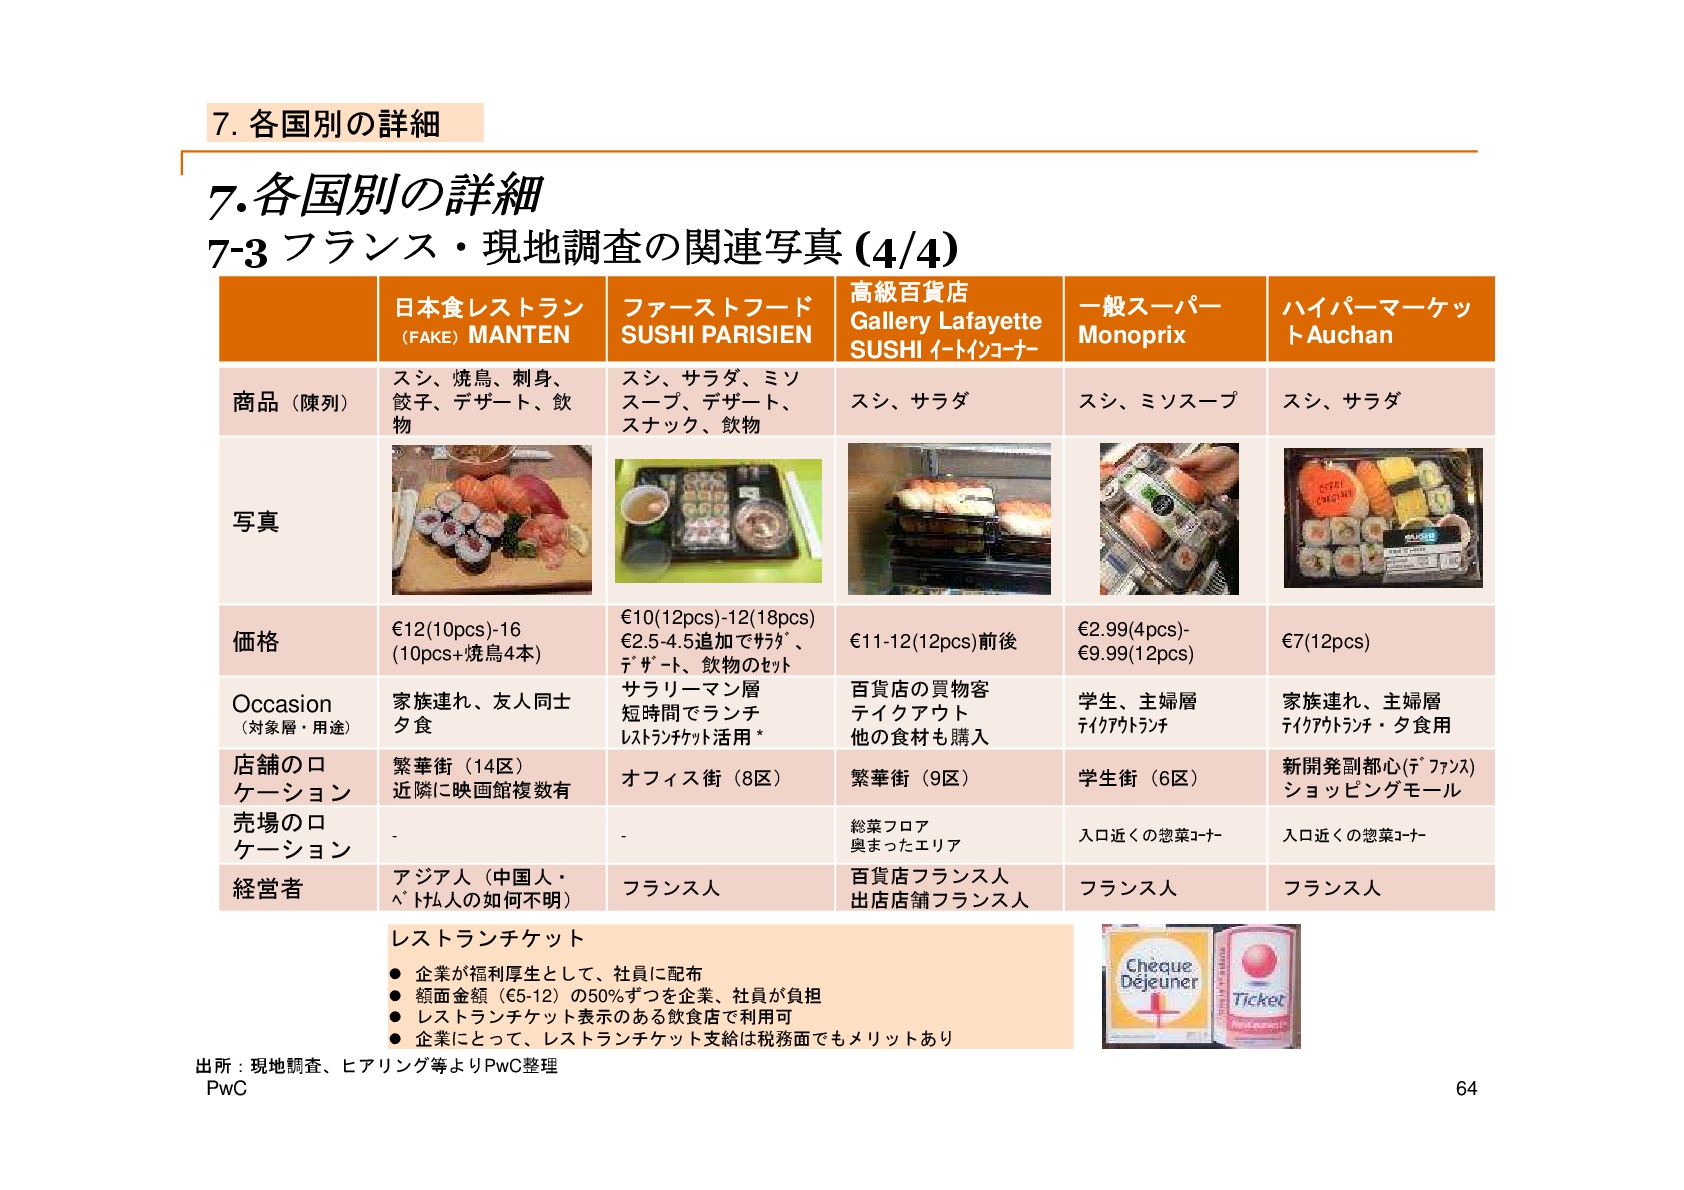 7. 各国別の詳細
7.各国別の詳細
7-3 フランス・現地調査の関連写真 (4/4)
日本食レストラン
（FAKE）MANTEN
ファーストフード
SUSHI PARISIEN
高級百貨店
Gallery Lafayette
SUSHI ｲｰﾄｲﾝｺｰﾅｰ
一般スーパー
Monoprix
ハイパーマーケッ
トAuchan
商品（陳列）
スシ、焼鳥、刺身、
餃子、デザート、飲
物
スシ、サラダ、ミソ
スープ、デザート、
スナック、飲物
スシ、サラダ
スシ、ミソスープ
スシ、サラダ
写真
価格
€12(10pcs)-16
(10pcs+焼鳥4本)
€10(12pcs)-12(18pcs)
€2.5-4.5追加でｻﾗﾀﾞ、
ﾃﾞｻﾞｰﾄ、飲物のｾｯﾄ
€11-12(12pcs)前後
€2.99(4pcs)-
€9.99(12pcs)
€7(12pcs)
Occasion
（対象層・用途）
家族連れ、友人同士
夕食
サラリーマン層
短時間でランチ
ﾚｽﾄﾗﾝﾁｹｯﾄ活用 *
百貨店の買物客
テイクアウト
他の食材も購入
学生、主婦層
ﾃｲｸｱｳﾄﾗﾝﾁ
家族連れ、主婦層
ﾃｲｸｱｳﾄﾗﾝﾁ・夕食用
店舗のロ
ケーション
繁華街（14区）
近隣に映画館複数有
オフィス街（8区）
繁華街（9区）
学生街（6区）
新開発副都心(ﾃﾞﾌｧﾝｽ)
ショッピングモール
売場のロ
ケーション
-
-
総菜フロア
奥まったエリア
入口近くの惣菜ｺｰﾅｰ
入口近くの惣菜ｺｰﾅｰ
経営者
アジア人（中国人・
ﾍﾞﾄﾅﾑ人の如何不明）
フランス人
百貨店フランス人
出店店舗フランス人
フランス人
フランス人
レストランチケット
● 企業が福利厚生として、社員に配布
● 額面金額（€5-12）の50%ずつを企業、社員が負担
● レストランチケット表示のある飲食店で利用可
● 企業にとって、レストランチケット支給は税務面でもメリットあり
Chèque
Déjeuner
Ticket
Restaurant
出所：現地調査、ヒアリング等よりPwC整理
PwC
64